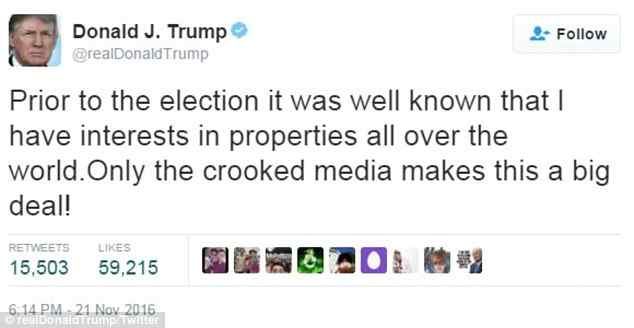 Donald J. Trump
@realDonaldTrump
Follow
Prior to the election it was well known that I
have interests in properties all over the
world.Only the crooked media makes this a big
deal!
RETWEETS LIKES
15,503 59,215
6:14 PM - 21 Nov 2016
© realDonaldTrump/Twitter